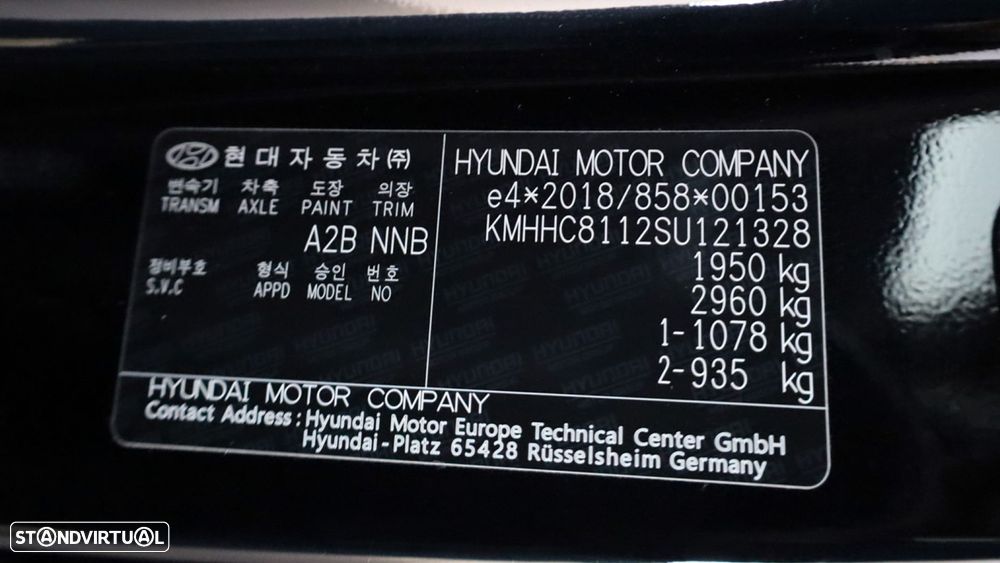 현대자동차(주)
변속기 차축 도장 의장
TRANSM AXLE PAINT TRIM
A2B NNB
정비부호 형식 승인 번호
S.V.C APPD MODEL NO
HYUNDAI MOTOR COMPANY
e4*2018/858*00153
KMHHC8112SU121328
1950 kg
2960 kg
1-1078 kg
2-935 kg
HYUNDAI MOTOR COMPANY
Contact Address : Hyundai Motor Europe Technical Center GmbH
Hyundai-Platz 65428 Rüsselsheim Germany
STANDVIRTUAL